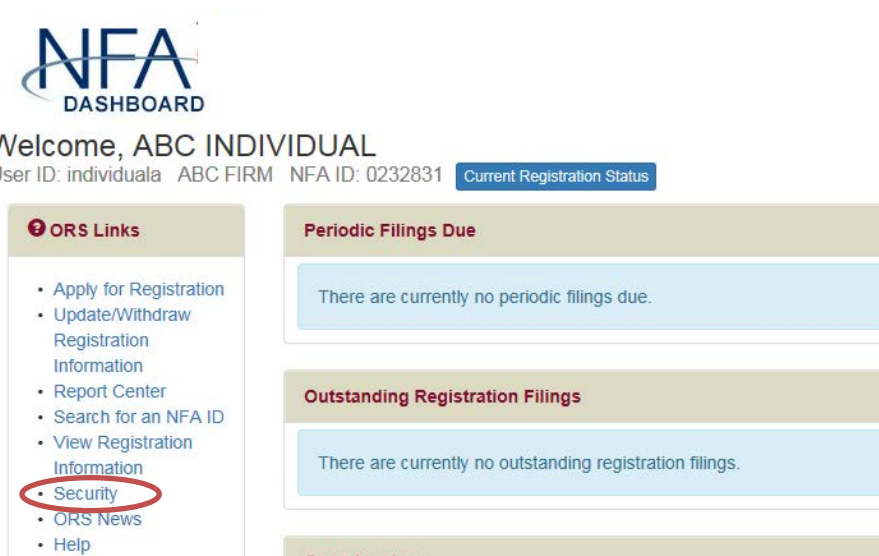 NFA
DASHBOARD
Welcome, ABC INDIVIDUAL
User ID: individuala ABC FIRM NFA ID: 0232831 Current Registration Status
ORS Links
• Apply for Registration
• Update/Withdraw
Registration
Information
• Report Center
• Search for an NFA ID
• View Registration
Information
• Security
• ORS News
• Help
Periodic Filings Due
There are currently no periodic filings due.
Outstanding Registration Filings
There are currently no outstanding registration filings.